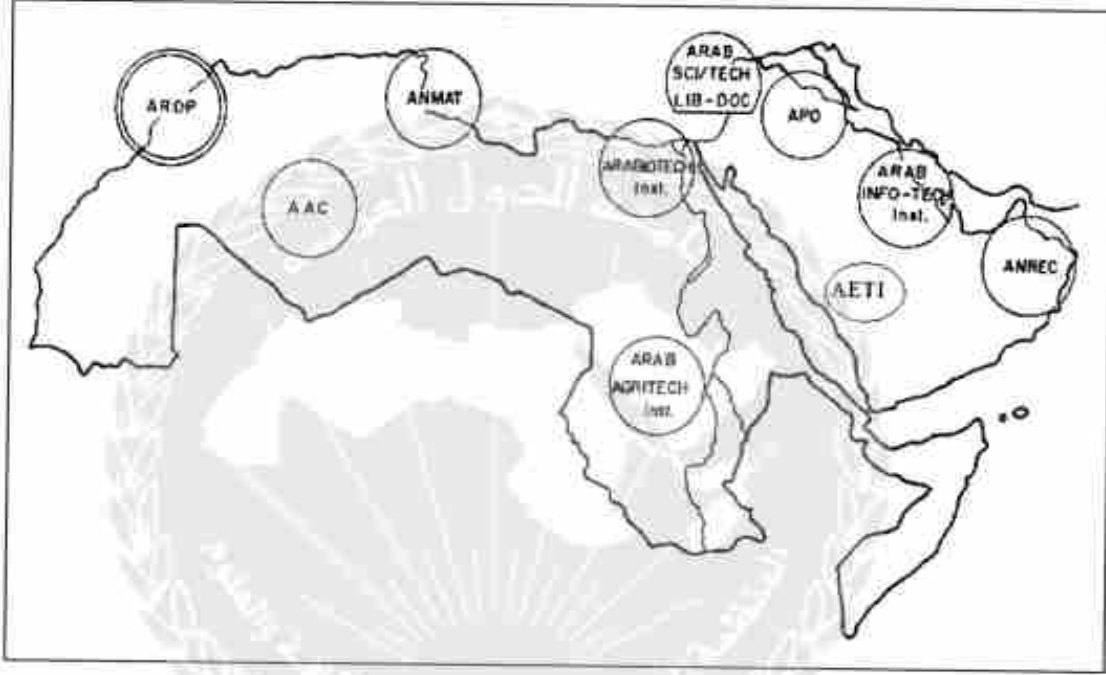 ARDP
ANMAT
ARAB
SCI/TECH
LIB-DOC
APO
ARABIOTECH
Inst.
ARAB
INFO-TECH
Inst.
AAC
ANREC
AETI
ARAB
AGRITECH
Inst.